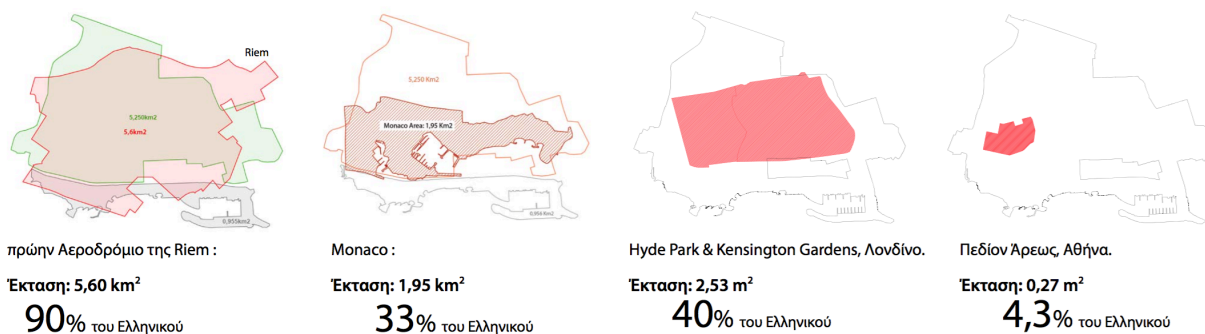 Riem
5,250km2
5,6km2
0,955km2
πρώην Αεροδρόμιο της Riem :
Έκταση: 5,60 km²
90% του Ελληνικού
5,250 Km2
Monaco Area: 1,95 Km2
0,956 Km2
Monaco :
Έκταση: 1,95 km²
33% του Ελληνικού
Hyde Park & Kensington Gardens, Λονδίνο.
Έκταση: 2,53 m²
40% του Ελληνικού
Πεδίον Άρεως, Αθήνα.
Έκταση: 0,27 m²
4,3% του Ελληνικού